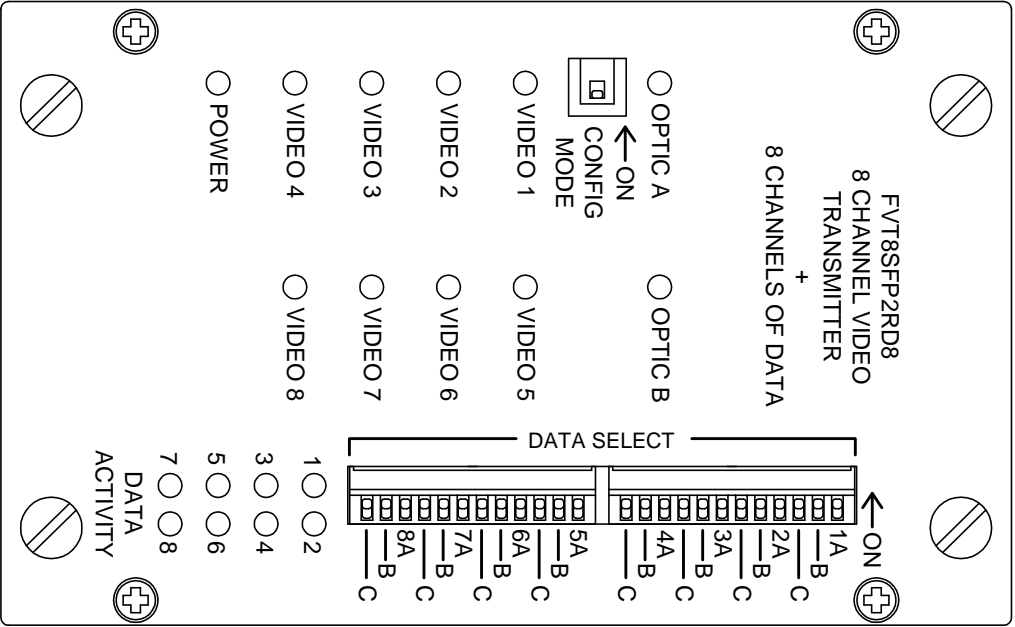 FVT8SFP2RD8
8 CHANNEL VIDEO
TRANSMITTER
+
8 CHANNELS OF DATA
OPTIC A
OPTIC B
ON
CONFIG
MODE
VIDEO 1
VIDEO 5
VIDEO 2
VIDEO 6
VIDEO 3
VIDEO 7
VIDEO 4
VIDEO 8
POWER
DATA SELECT
ON
1A
B
C
2A
B
C
3A
B
C
4A
B
C
5A
B
C
6A
B
C
7A
B
C
8A
B
C
1 2
3 4
5 6
7 8
DATA
ACTIVITY